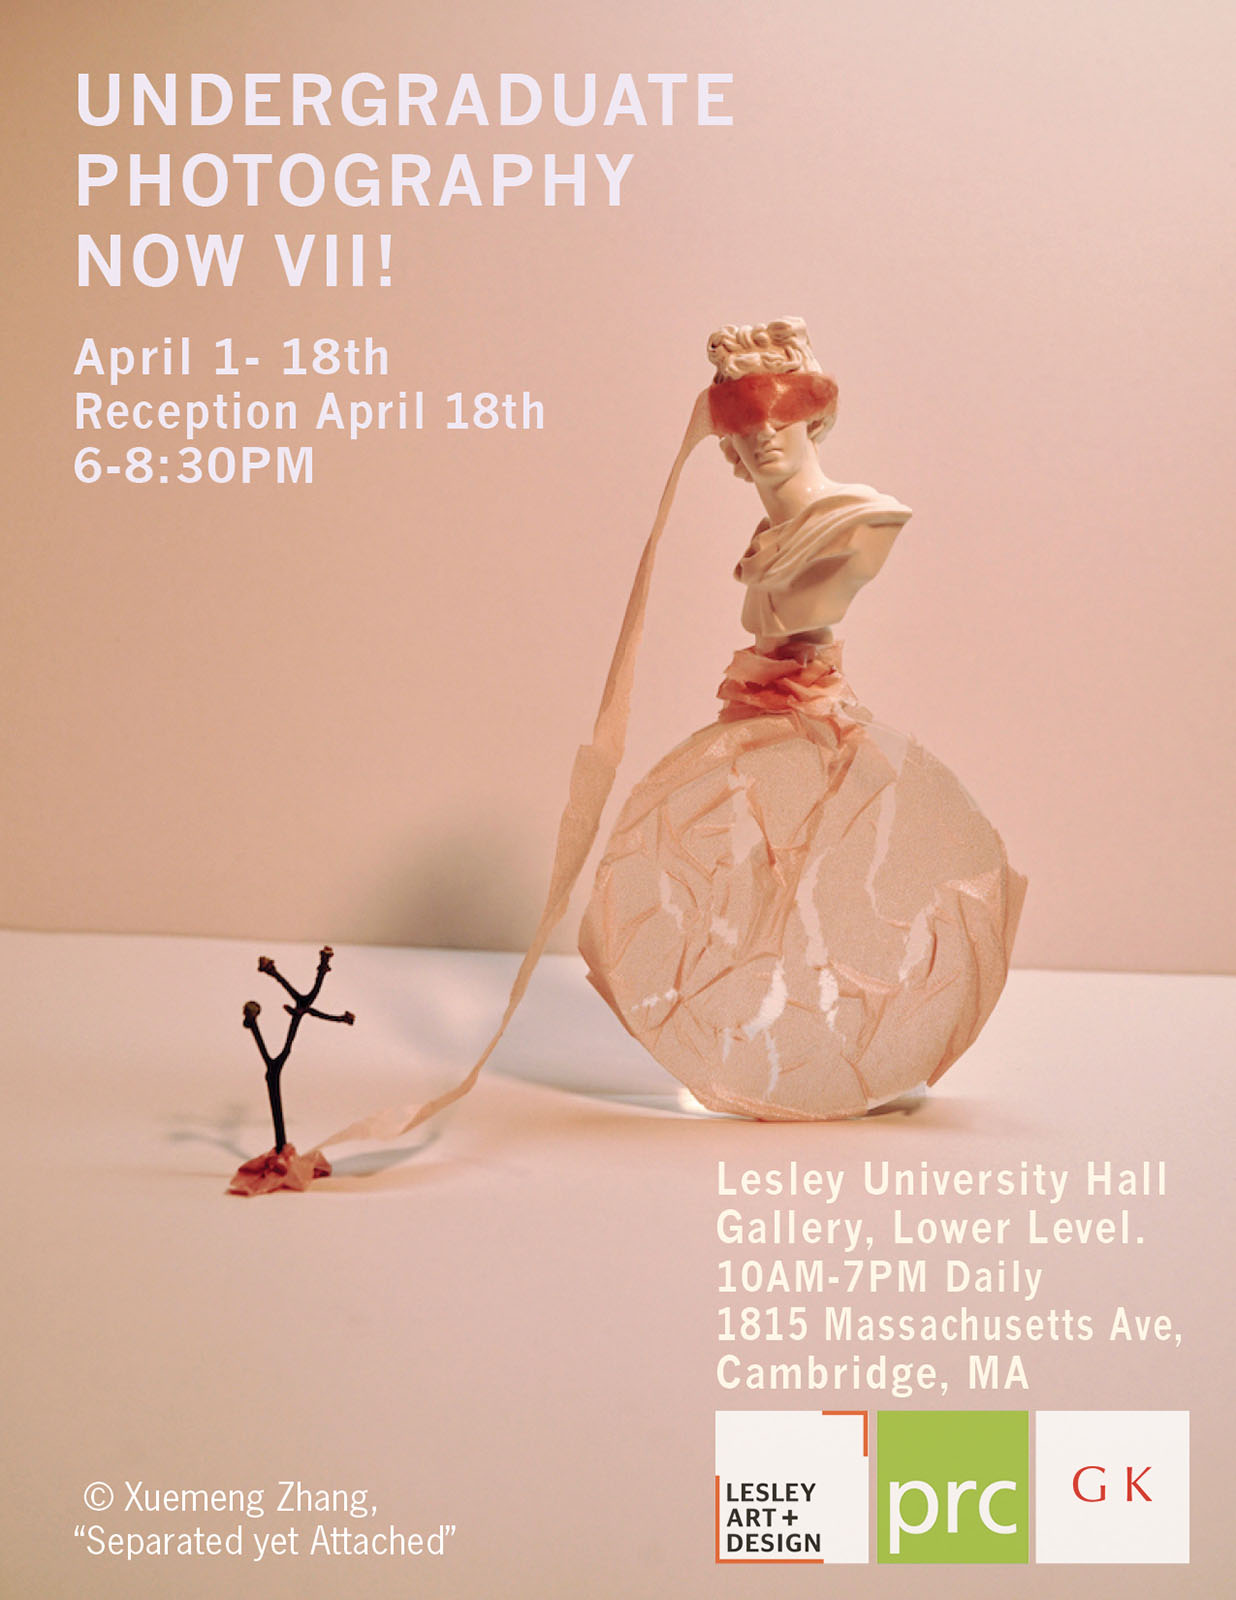 UNDERGRADUATE
PHOTOGRAPHY
NOW VII!
April 1- 18th
Reception April 18th
6-8:30PM
Lesley University Hall
Gallery, Lower Level.
10AM-7PM Daily
1815 Massachusetts Ave,
Cambridge, MA
LESLEY
ART+
DESIGN
prc
G K
© Xuemeng Zhang,
“Separated yet Attached”